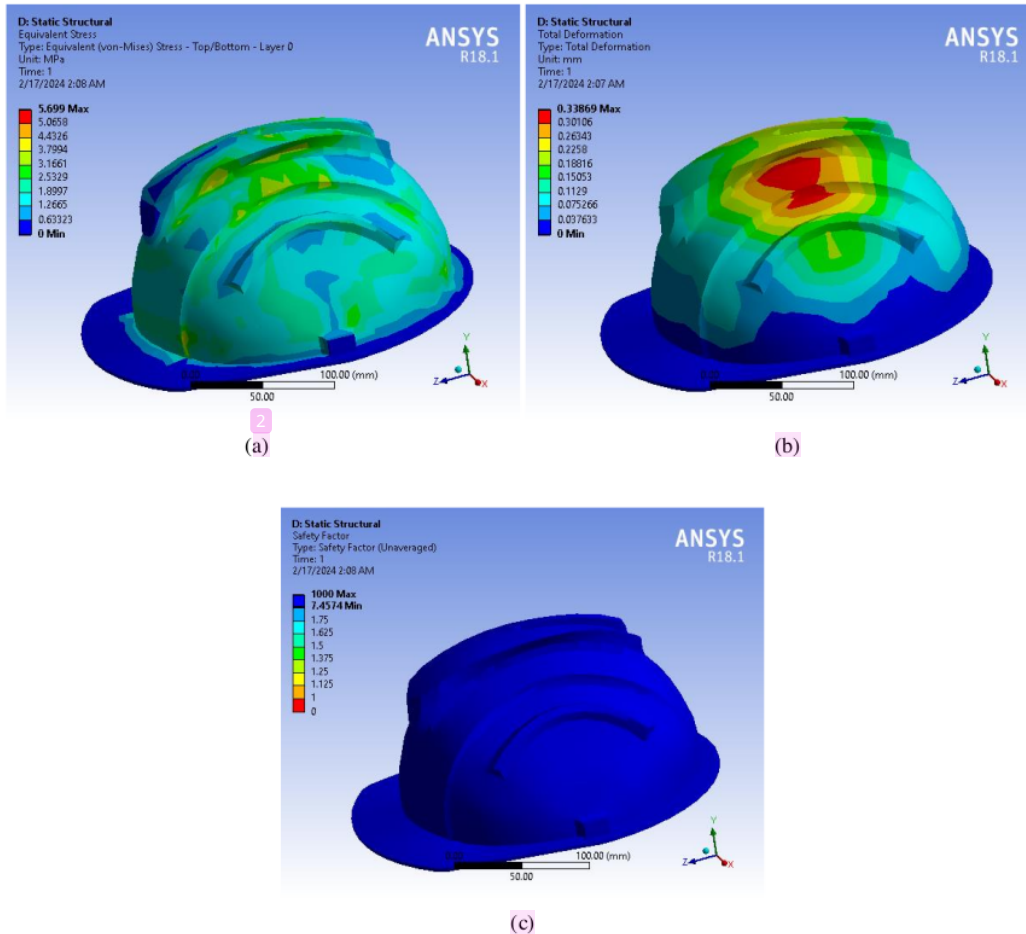 D: Static Structural
Equivalent Stress
Type: Equivalent (von-Mises) Stress - Top/Bottom - Layer 0
Unit: MPa
Time: 1
2/17/2024 2:08 AM
ANSYS
R18.1
5.699 Max
5.0658
4.4326
3.7994
3.1661
2.5329
1.8997
1.2665
0.63323
0 Min
0.00
100.00 (mm)
50.00
Y
Z
X
2
(a)
D: Static Structural
Total Deformation
Type: Total Deformation
Unit: mm
Time: 1
2/17/2024 2:07 AM
ANSYS
R18.1
0.33869 Max
0.30106
0.26343
0.2258
0.18816
0.15053
0.1129
0.075266
0.037633
0 Min
0.00
100.00 (mm)
50.00
Y
Z
X
(b)
D: Static Structural
Safety Factor
Type: Safety Factor (Unaveraged)
Time: 1
2/17/2024 2:08 AM
ANSYS
R18.1
1000 Max
7.4574 Min
1.75
1.625
1.5
1.375
1.25
1.125
1
0
0.00
100.00 (mm)
50.00
Y
Z
X
(c)